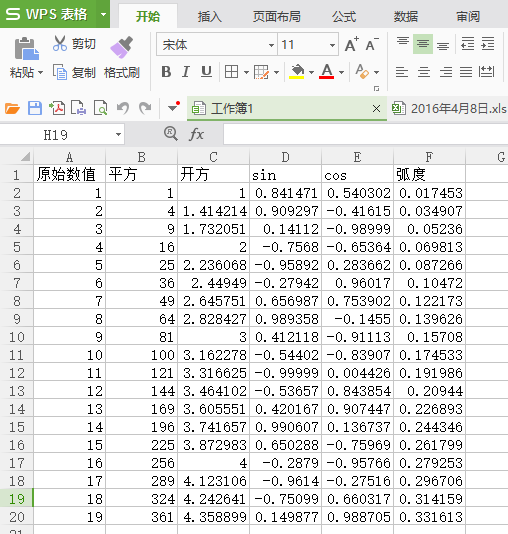 S WPS 表格 开始 插入 页面布局 公式 数据 审阅
剪切 宋体 11 A+ A-
粘贴 复制 格式刷 B I U A
工作簿1 × 2016年4月8日.xls
H19 fx
A B C D E F G
1 原始数值 平方 开方 sin cos 弧度
2 1 1 1 0.841471 0.540302 0.017453
3 2 4 1.414214 0.909297 -0.41615 0.034907
4 3 9 1.732051 0.14112 -0.98999 0.05236
5 4 16 2 -0.7568 -0.65364 0.069813
6 5 25 2.236068 -0.95892 0.283662 0.087266
7 6 36 2.44949 -0.27942 0.96017 0.10472
8 7 49 2.645751 0.656987 0.753902 0.122173
9 8 64 2.828427 0.989358 -0.1455 0.139626
10 9 81 3 0.412118 -0.91113 0.15708
11 10 100 3.162278 -0.54402 -0.83907 0.174533
12 11 121 3.316625 -0.99999 0.004426 0.191986
13 12 144 3.464102 -0.53657 0.843854 0.20944
14 13 169 3.605551 0.420167 0.907447 0.226893
15 14 196 3.741657 0.990607 0.136737 0.244346
16 15 225 3.872983 0.650288 -0.75969 0.261799
17 16 256 4 -0.2879 -0.95766 0.279253
18 17 289 4.123106 -0.9614 -0.27516 0.296706
19 18 324 4.242641 -0.75099 0.660317 0.314159
20 19 361 4.358899 0.149877 0.988705 0.331613